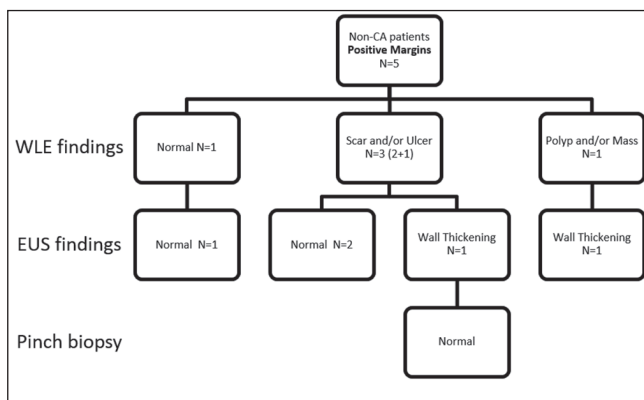 Non-CA patients
Positive Margins
N=5
WLE findings
Normal N=1
Scar and/or Ulcer
N=3 (2+1)
Polyp and/or Mass
N=1
EUS findings
Normal N=1
Normal N=2
Wall Thickening
N=1
Wall Thickening
N=1
Pinch biopsy
Normal